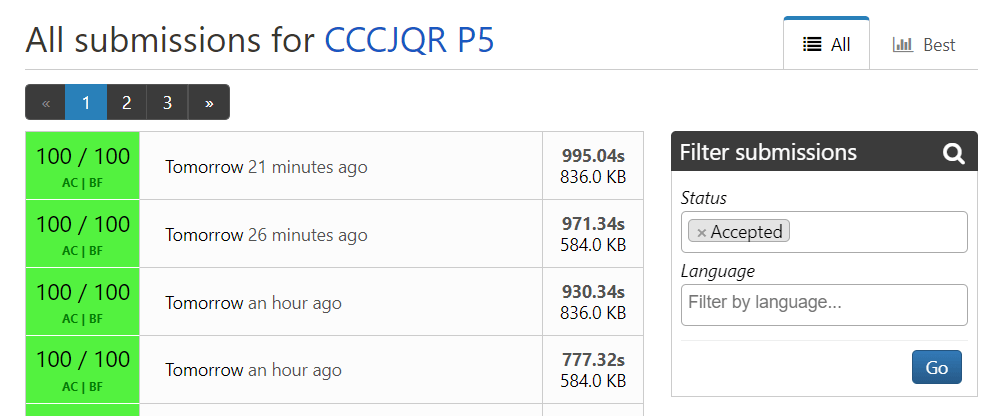 All submissions for CCCJQR P5
All
Best
« 1 2 3 »
100 / 100
AC | BF
Tomorrow 21 minutes ago
995.04s
836.0 KB
100 / 100
AC | BF
Tomorrow 26 minutes ago
971.34s
584.0 KB
100 / 100
AC | BF
Tomorrow an hour ago
930.34s
836.0 KB
100 / 100
AC | BF
Tomorrow an hour ago
777.32s
584.0 KB
Filter submissions
Status
× Accepted
Language
Filter by language...
Go